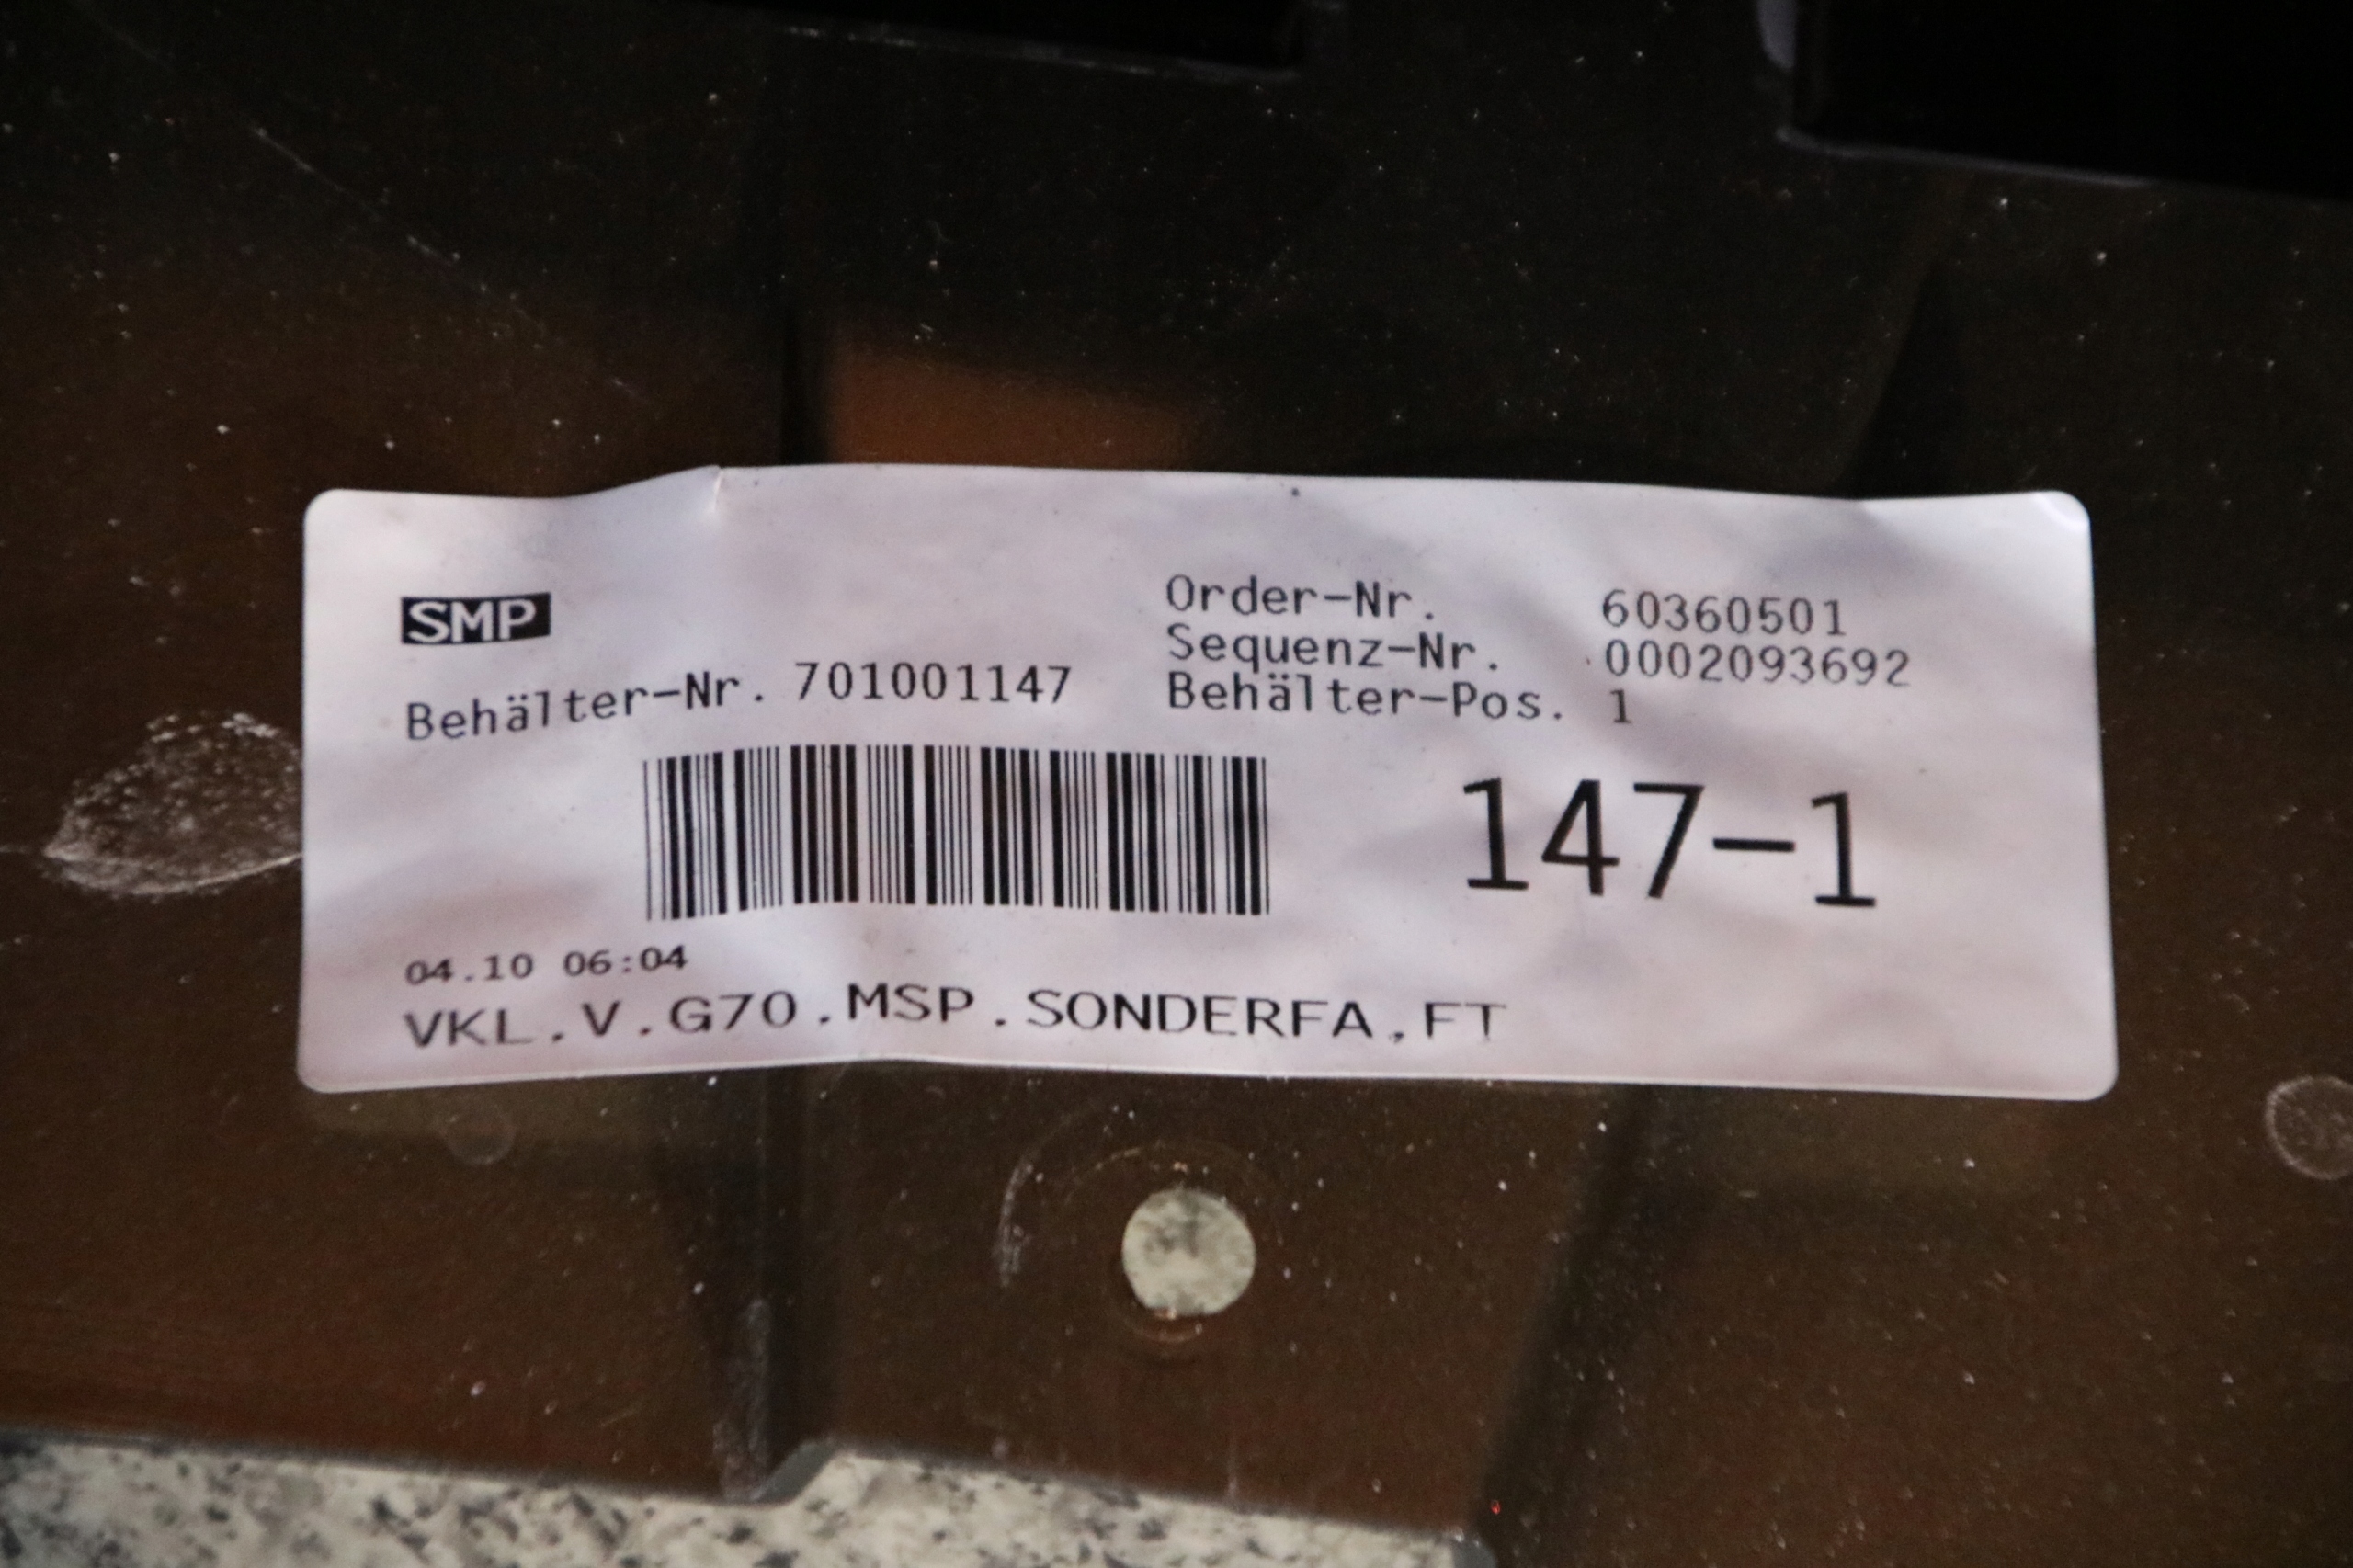 SMP
Behälter-Nr. 701001147
Order-Nr. 60360501
Sequenz-Nr. 0002093692
Behälter-Pos. 1
147-1
04.10 06:04
VKL.V.G70.MSP.SONDERFA.FT